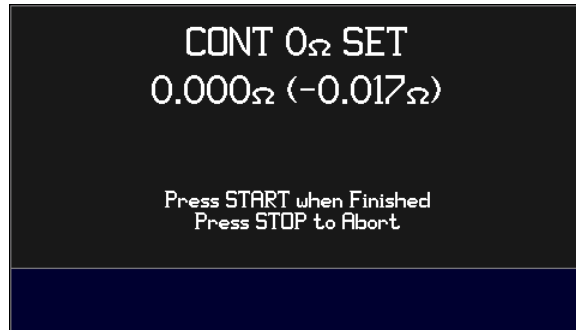 CONT 0Ω SET
0.000Ω (-0.017Ω)
Press START when Finished
Press STOP to Abort